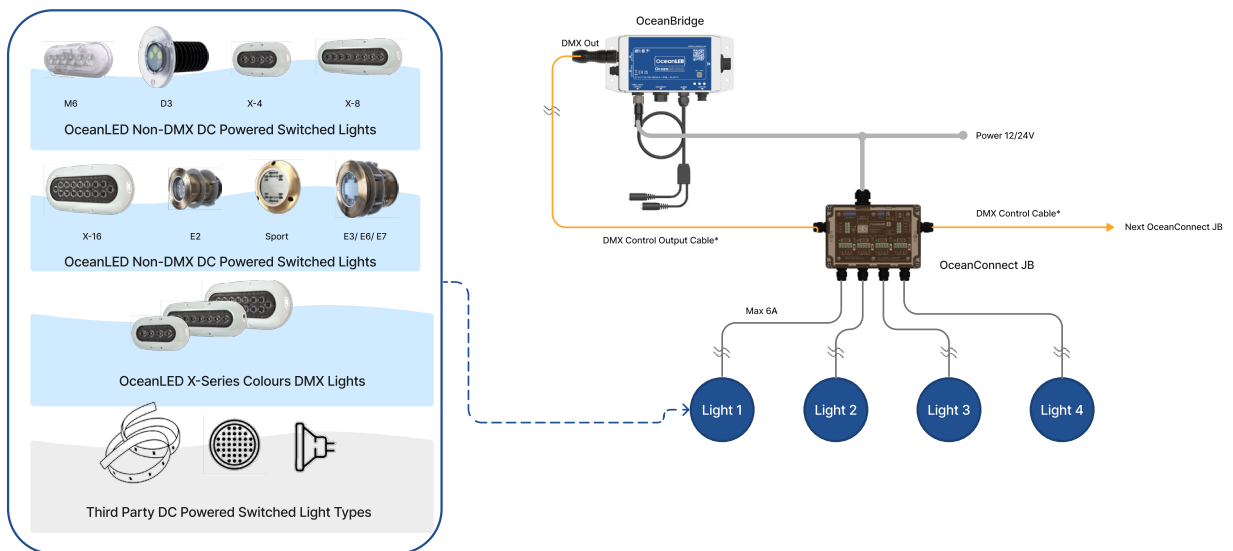 M6
D3
X-4
X-8
OceanLED Non-DMX DC Powered Switched Lights
X-16
E2
Sport
E3/ E6/ E7
OceanLED Non-DMX DC Powered Switched Lights
OceanLED X-Series Colours DMX Lights
Third Party DC Powered Switched Light Types
OceanBridge
DMX Out
OceanLED
Power 12/24V
DMX Control Output Cable*
DMX Control Cable*
Next OceanConnect JB
OceanConnect JB
Max 6A
Light 1
Light 2
Light 3
Light 4